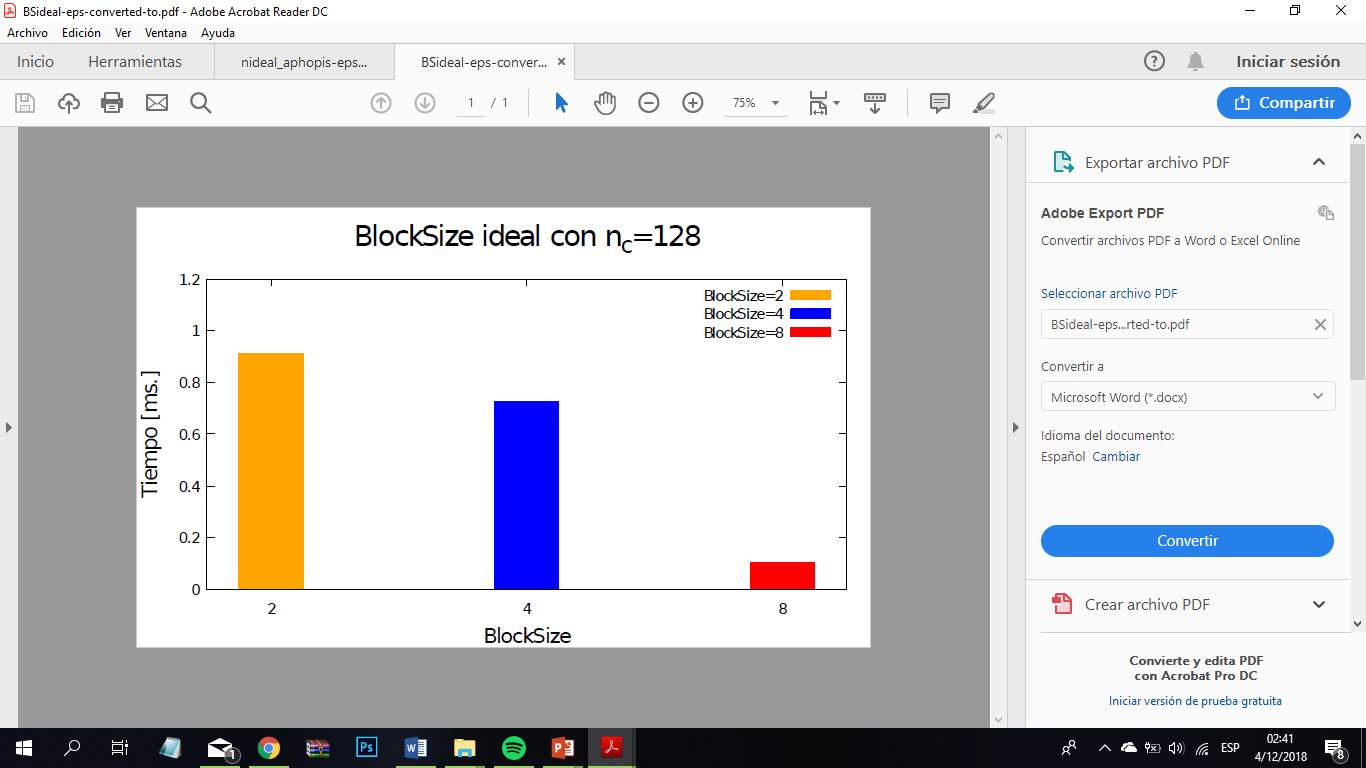 BSideal-eps-converted-to.pdf - Adobe Acrobat Reader DC
Archivo Edición Ver Ventana Ayuda
Inicio Herramientas nideal_aphopis-eps... BSideal-eps-conver... × Iniciar sesión
1 / 1 75% Compartir
Exportar archivo PDF
Adobe Export PDF
Convertir archivos PDF a Word o Excel Online
Seleccionar archivo PDF
BSideal-eps...rted-to.pdf
Convertir a
Microsoft Word (*.docx)
Idioma del documento:
Español Cambiar
Convertir
Crear archivo PDF
Convierte y edita PDF
con Acrobat Pro DC
Iniciar versión de prueba gratuita
BlockSize ideal con nc=128
BlockSize=2
BlockSize=4
BlockSize=8
1.2
1
0.8
0.6
0.4
0.2
0
Tiempo [ms.]
2 4 8
BlockSize
Ps
1
ESP
02:41
4/12/2018
8